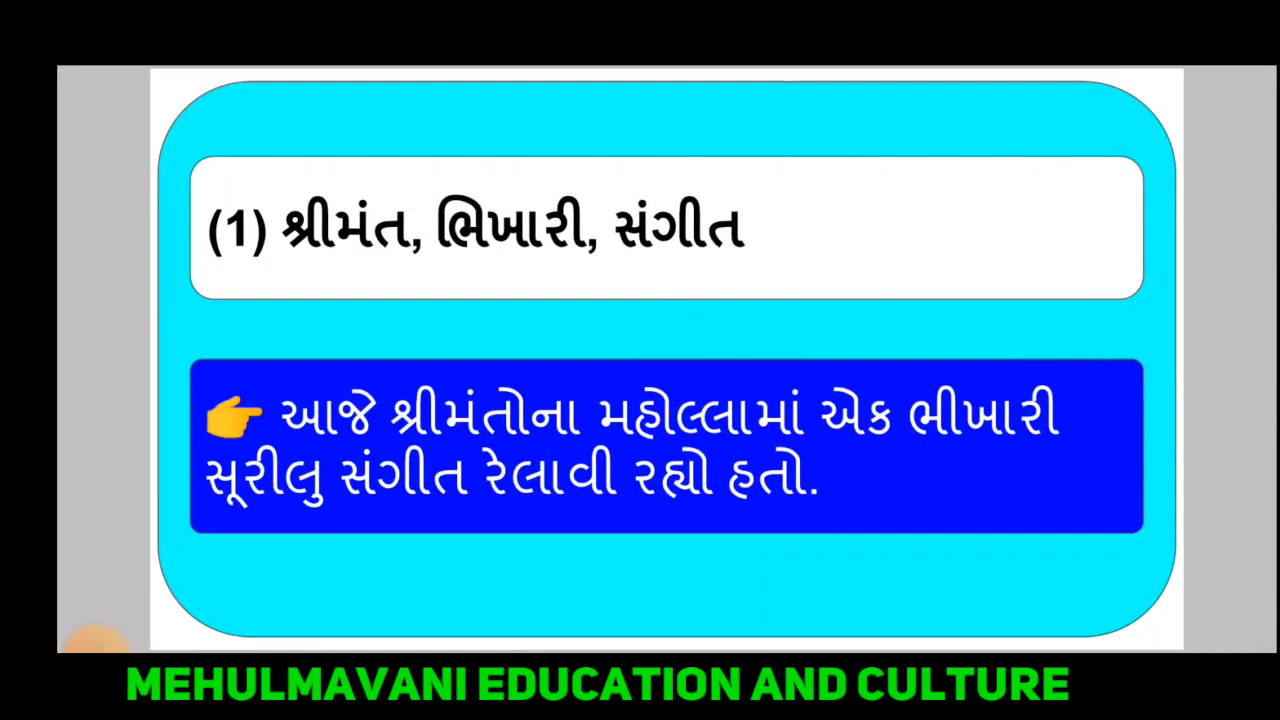 (1) શ્રીમંત, ભિખારી, સંગીત
👉 આજે શ્રીમંતોના મહોલ્લામાં એક ભીખારી
સૂરીલુ સંગીત રેલાવી રહ્યો હતો.
MEHULMAVANI EDUCATION AND CULTURE